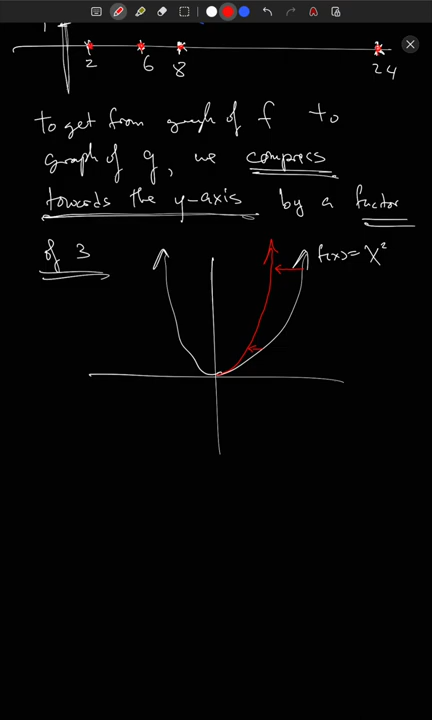 2 6 8 24
to get from graph of f to
graph of g, we compress
towards the y-axis by a factor
of 3
f(x) = x²